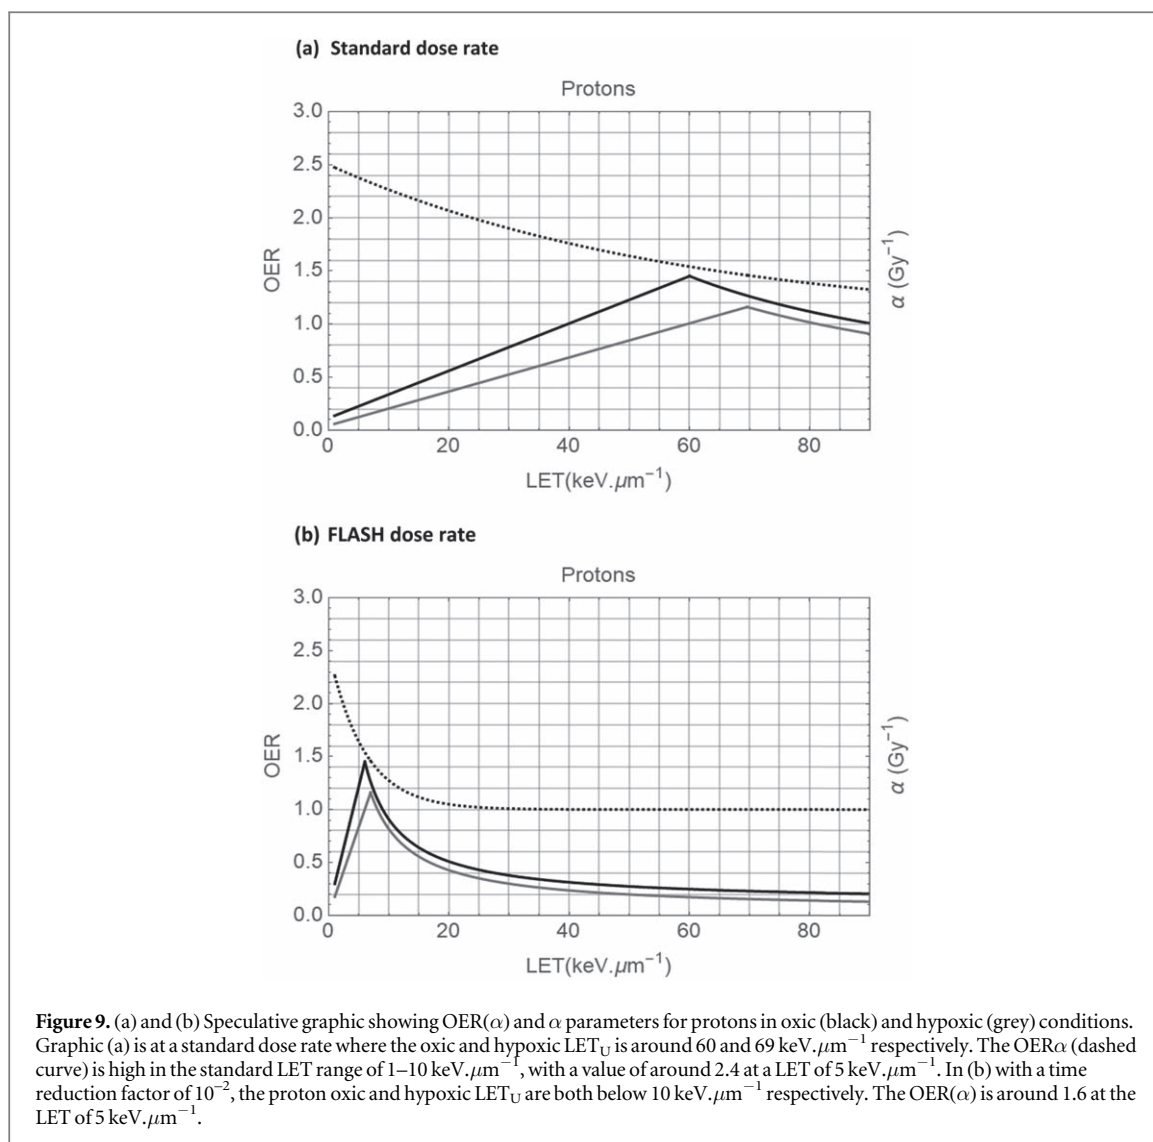 (a) Standard dose rate
Protons
3.0
2.5
2.0
1.5
1.0
0.5
0.0
OER
α (Gy⁻¹)
0 20 40 60 80
LET(keV.μm⁻¹)
(b) FLASH dose rate
Protons
3.0
2.5
2.0
1.5
1.0
0.5
0.0
OER
α (Gy⁻¹)
0 20 40 60 80
LET(keV.μm⁻¹)
Figure 9. (a) and (b) Speculative graphic showing OER(α) and α parameters for protons in oxic (black) and hypoxic (grey) conditions.
Graphic (a) is at a standard dose rate where the oxic and hypoxic LET_U is around 60 and 69 keV.μm⁻¹ respectively. The OERα (dashed
curve) is high in the standard LET range of 1–10 keV.μm⁻¹, with a value of around 2.4 at a LET of 5 keV.μm⁻¹. In (b) with a time
reduction factor of 10⁻², the proton oxic and hypoxic LET_U are both below 10 keV.μm⁻¹ respectively. The OER(α) is around 1.6 at the
LET of 5 keV.μm⁻¹.